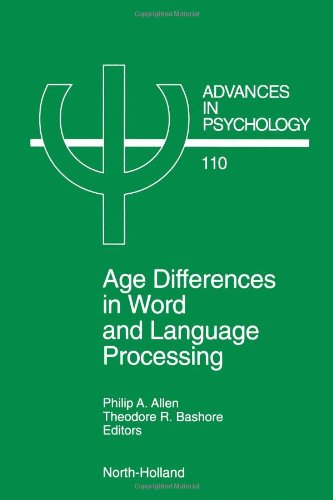 ADVANCES
IN
PSYCHOLOGY
110
Age Differences
in Word
and Language
Processing
Philip A. Allen
Theodore R. Bashore
Editors
North-Holland